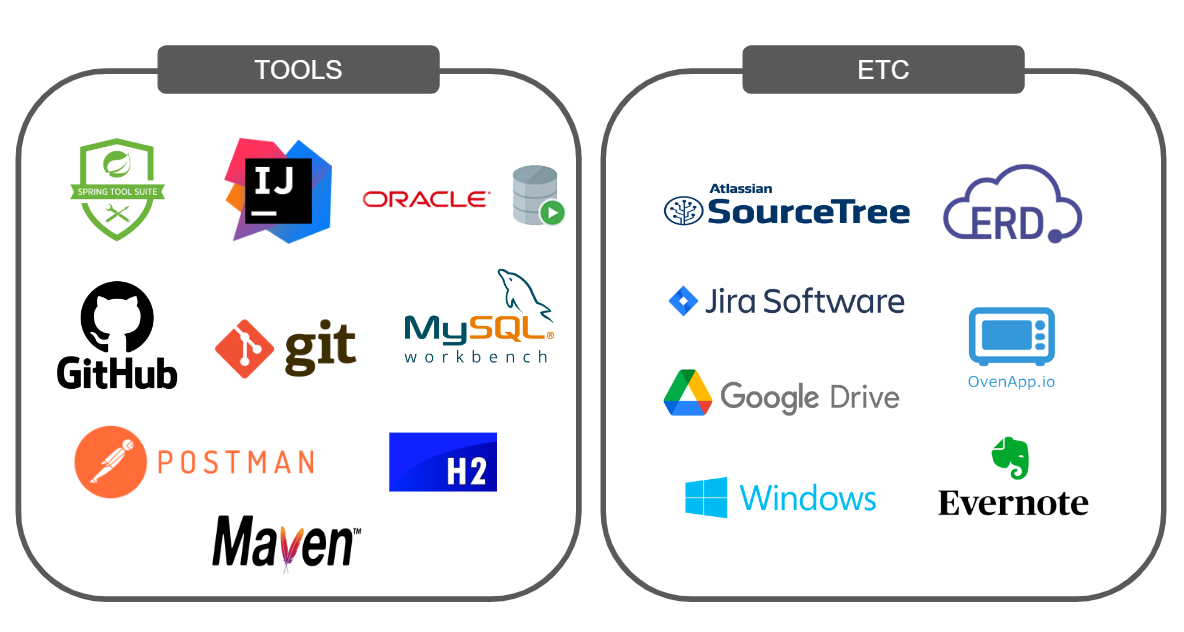 TOOLS
SPRING TOOL SUITE
IJ
ORACLE®
GitHub
git
MySQL®
workbench
POSTMAN
H2
Maven™
ETC
Atlassian
SourceTree
ERD
Jira Software
OvenApp.io
Google Drive
Windows
Evernote